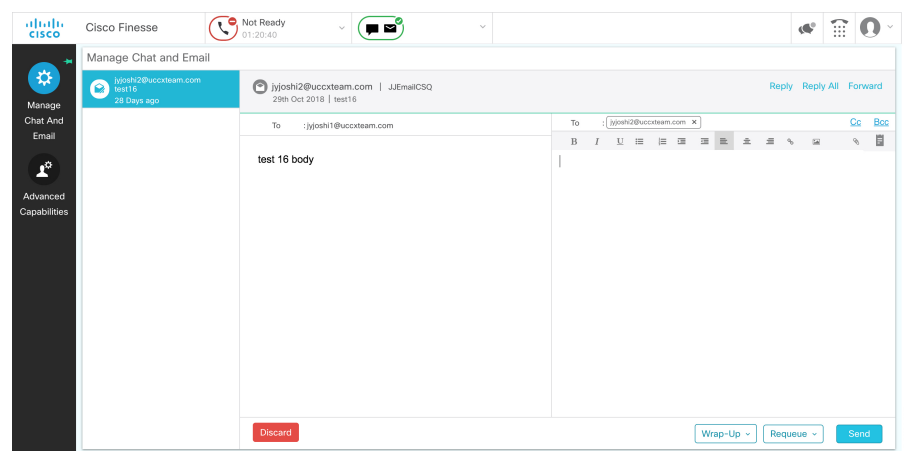 CISCO
Cisco Finesse
Not Ready
01:20:40
Manage Chat and Email
Manage
Chat And
Email
Advanced
Capabilities
jyjoshi2@uccxteam.com
test16
28 Days ago
jyjoshi2@uccxteam.com | JJEmailCSQ
29th Oct 2018 | test16
Reply Reply All Forward
To :jyjoshi1@uccxteam.com
test 16 body
To : jyjoshi2@uccxteam.com × Cc Bcc
B I U
Discard
Wrap-Up Requeue Send